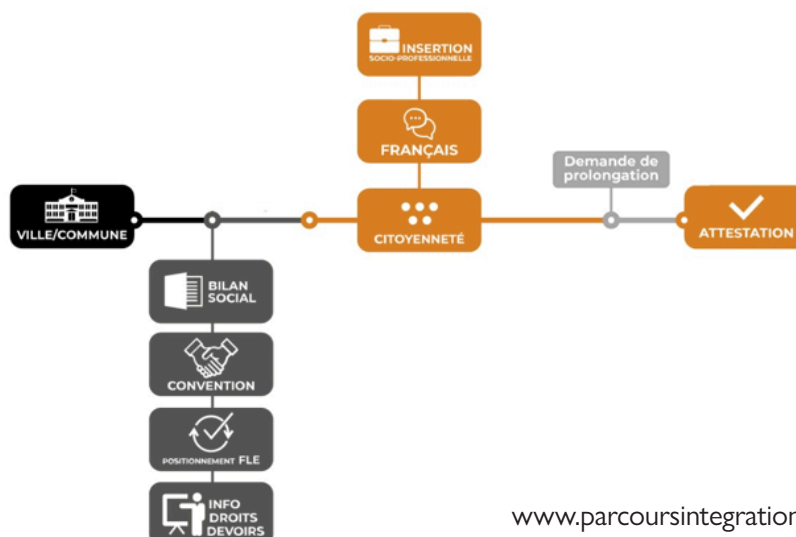 INSERTION
SOCIO-PROFESSIONNELLE
FRANÇAIS
Demande de
prolongation
VILLE/COMMUNE
CITOYENNETÉ
ATTESTATION
BILAN
SOCIAL
CONVENTION
POSITIONNEMENT FLE
INFO
DROITS
DEVOIRS
www.parcoursintegration